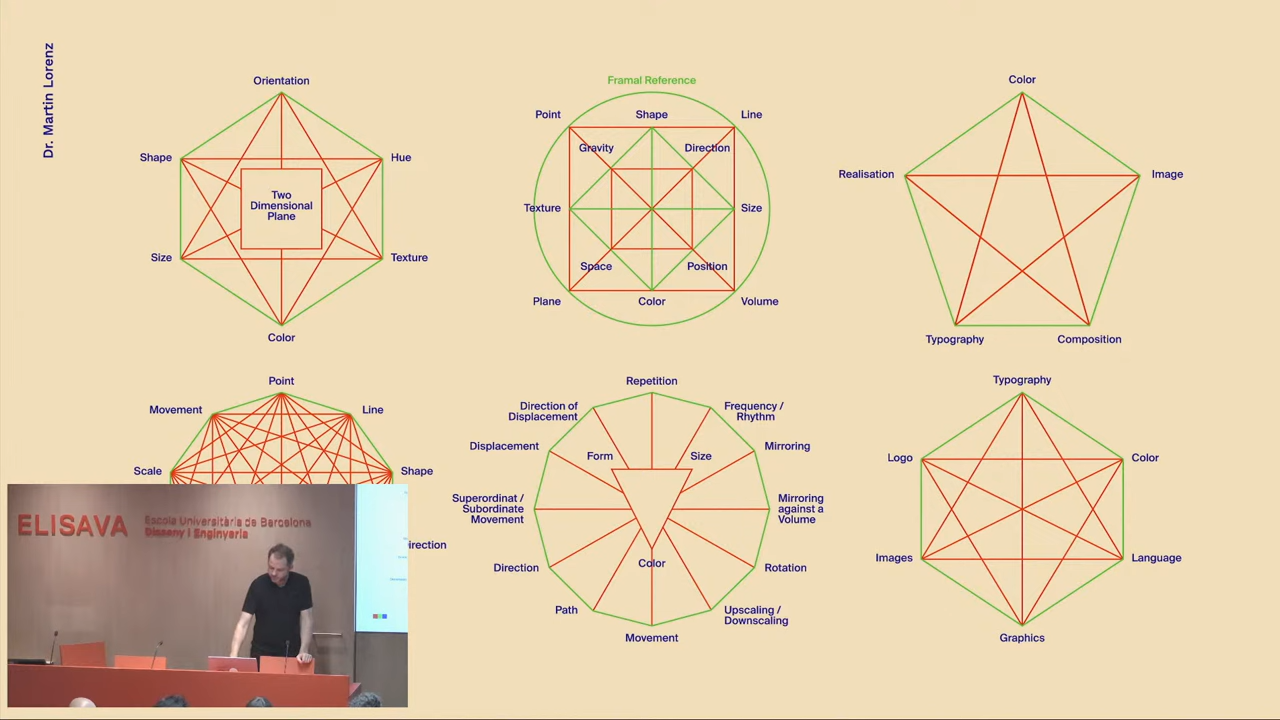 Dr. Martin Lorenz
Orientation
Shape
Hue
Two
Dimensional
Plane
Size
Texture
Color
Framal Reference
Point
Shape
Line
Gravity
Direction
Texture
Size
Space
Position
Plane
Color
Volume
Color
Realisation
Image
Typography
Composition
Point
Movement
Line
Scale
Shape
irection
Repetition
Direction of
Displacement
Frequency /
Rhythm
Displacement
Mirroring
Form
Size
Superordinat /
Subordinate
Movement
Mirroring
against a
Volume
Direction
Color
Rotation
Path
Upscaling /
Downscaling
Movement
Typography
Logo
Color
Images
Language
Graphics
ELISAVA
Escola Universitària de Barcelona
Disseny i Enginyeria